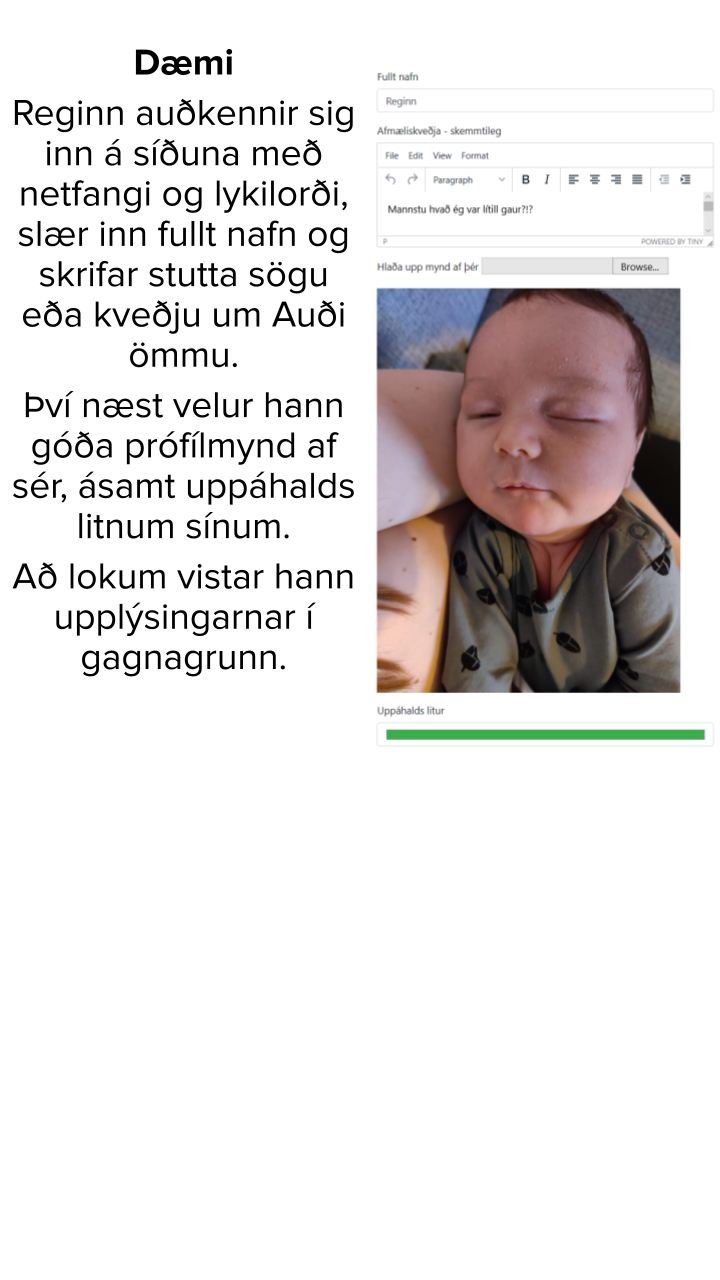 Dæmi
Reginn auðkennir sig
inn á síðuna með
netfangi og lykilorði,
slær inn fullt nafn og
skrifar stutta sögu
eða kveðju um Auði
ömmu.
Því næst velur hann
góða prófílmynd af
sér, ásamt uppáhalds
litnum sínum.
Að lokum vistar hann
upplýsingarnar í
gagnagrunn.
Fullt nafn
Reginn
Afmæliskveðja - skemmtileg
File Edit View Format
Paragraph B I
Mannstu hvað ég var lítill gaur?!?
P POWERED BY TINY
Hlaða upp mynd af þér Browse...
Uppáhalds litur